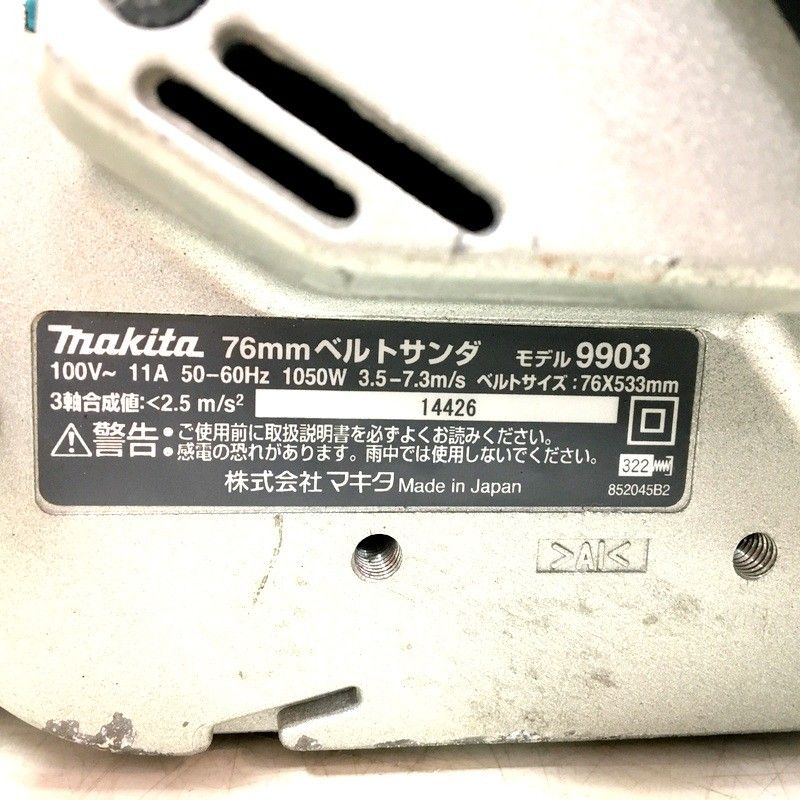 makita 76mmベルトサンダ モデル 9903
100V~ 11A 50-60Hz 1050W 3.5-7.3m/s ベルトサイズ:76X533mm
3軸合成値:<2.5 m/s² 14426
警告 •ご使用前に取扱説明書を必ずよくお読みください。
•感電の恐れがあります。雨中では使用しないでください。
322
株式会社 マキタ Made in Japan 852045B2
>Al<